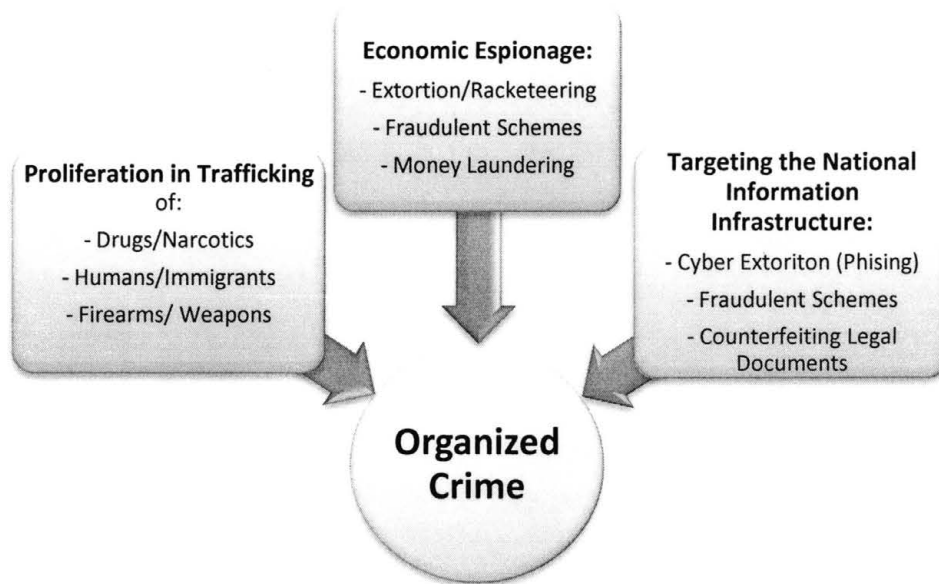 Proliferation in Trafficking
of:
- Drugs/Narcotics
- Humans/Immigrants
- Firearms/ Weapons
Economic Espionage:
- Extortion/Racketeering
- Fraudulent Schemes
- Money Laundering
Targeting the National
Information
Infrastructure:
- Cyber Extoriton (Phising)
- Fraudulent Schemes
- Counterfeiting Legal
Documents
Organized
Crime